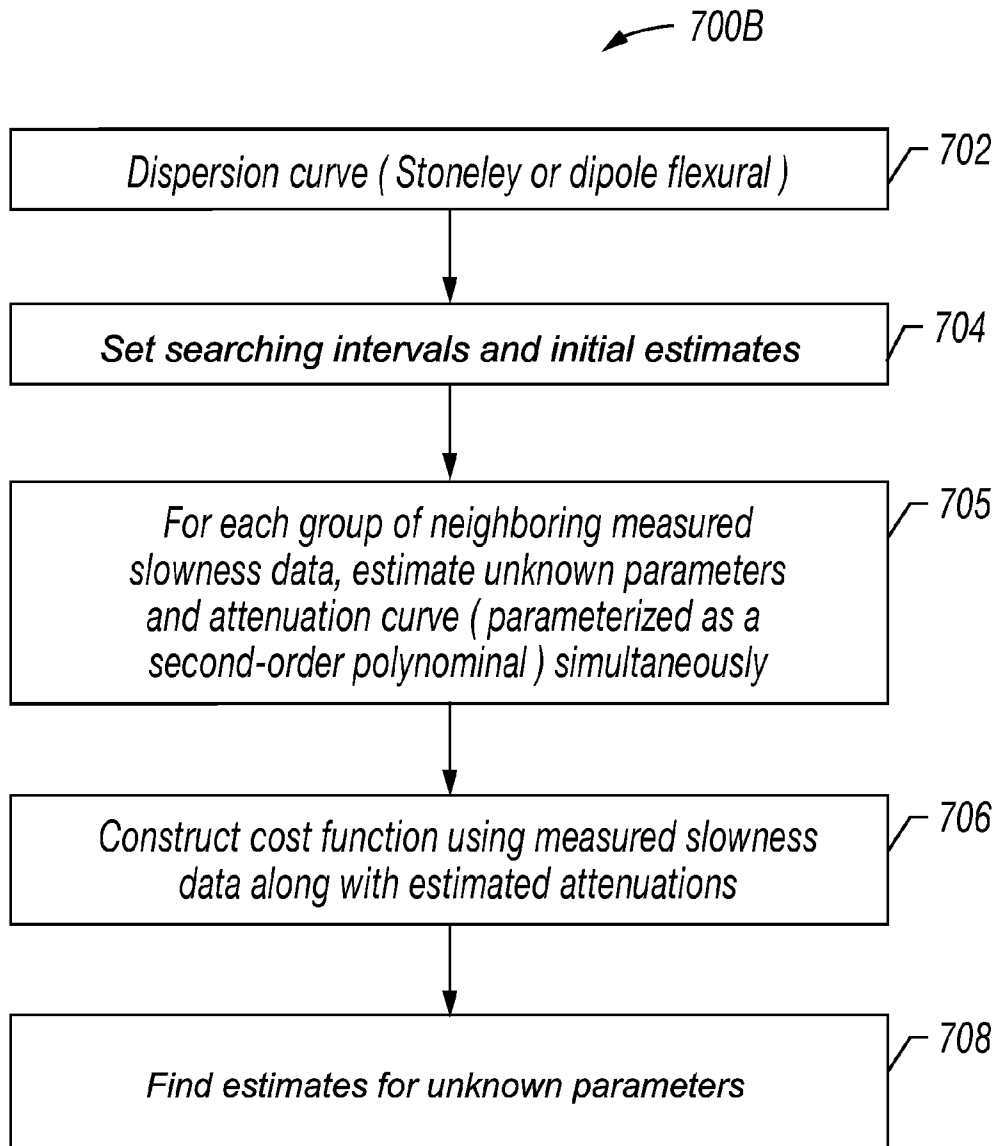 700B
Dispersion curve ( Stoneley or dipole flexural )
702
Set searching intervals and initial estimates
704
For each group of neighboring measured
slowness data, estimate unknown parameters
and attenuation curve ( parameterized as a
second-order polynominal ) simultaneously
705
Construct cost function using measured slowness
data along with estimated attenuations
706
Find estimates for unknown parameters
708